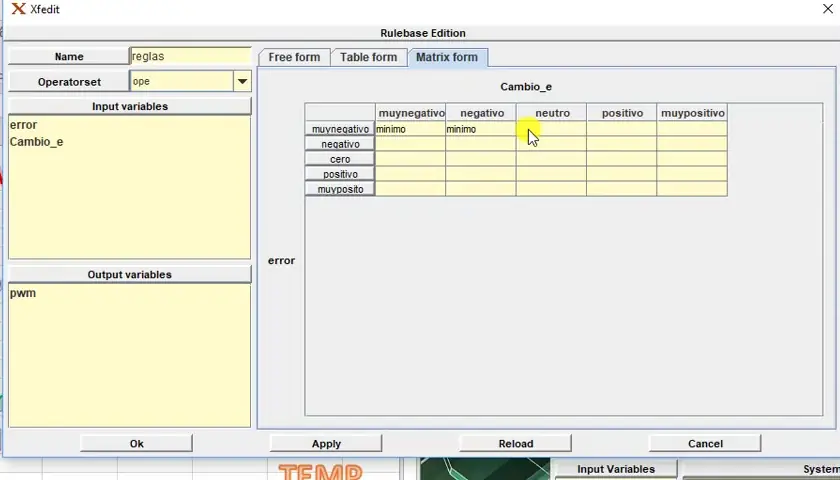 Xfedit
Rulebase Edition
Name
reglas
Operatorset
ope
Input variables
error
Cambio_e
Output variables
pwm
Free form
Table form
Matrix form
Cambio_e
muynegativo negativo neutro positivo muypositivo
muynegativo minimo minimo
negativo
cero
positivo
muyposito
error
Ok
Apply
Reload
Cancel
TEMP
Input Variables
System